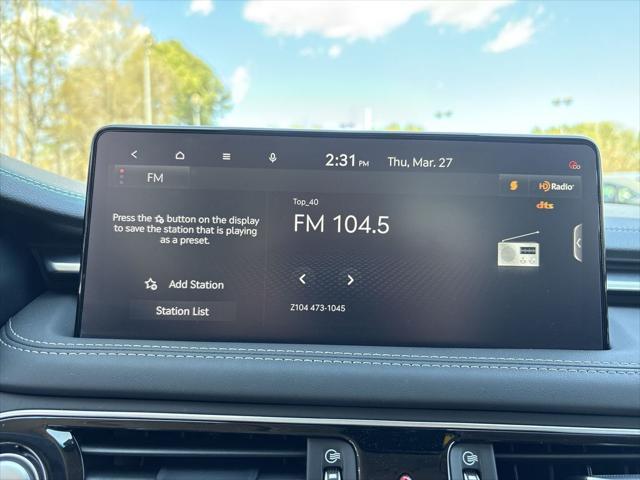 2:31 PM Thu, Mar. 27
FM
HD Radio
dts
Top_40
FM 104.5
Press the button on the display
to save the station that is playing
as a preset.
Add Station
Station List
Z104 473-1045